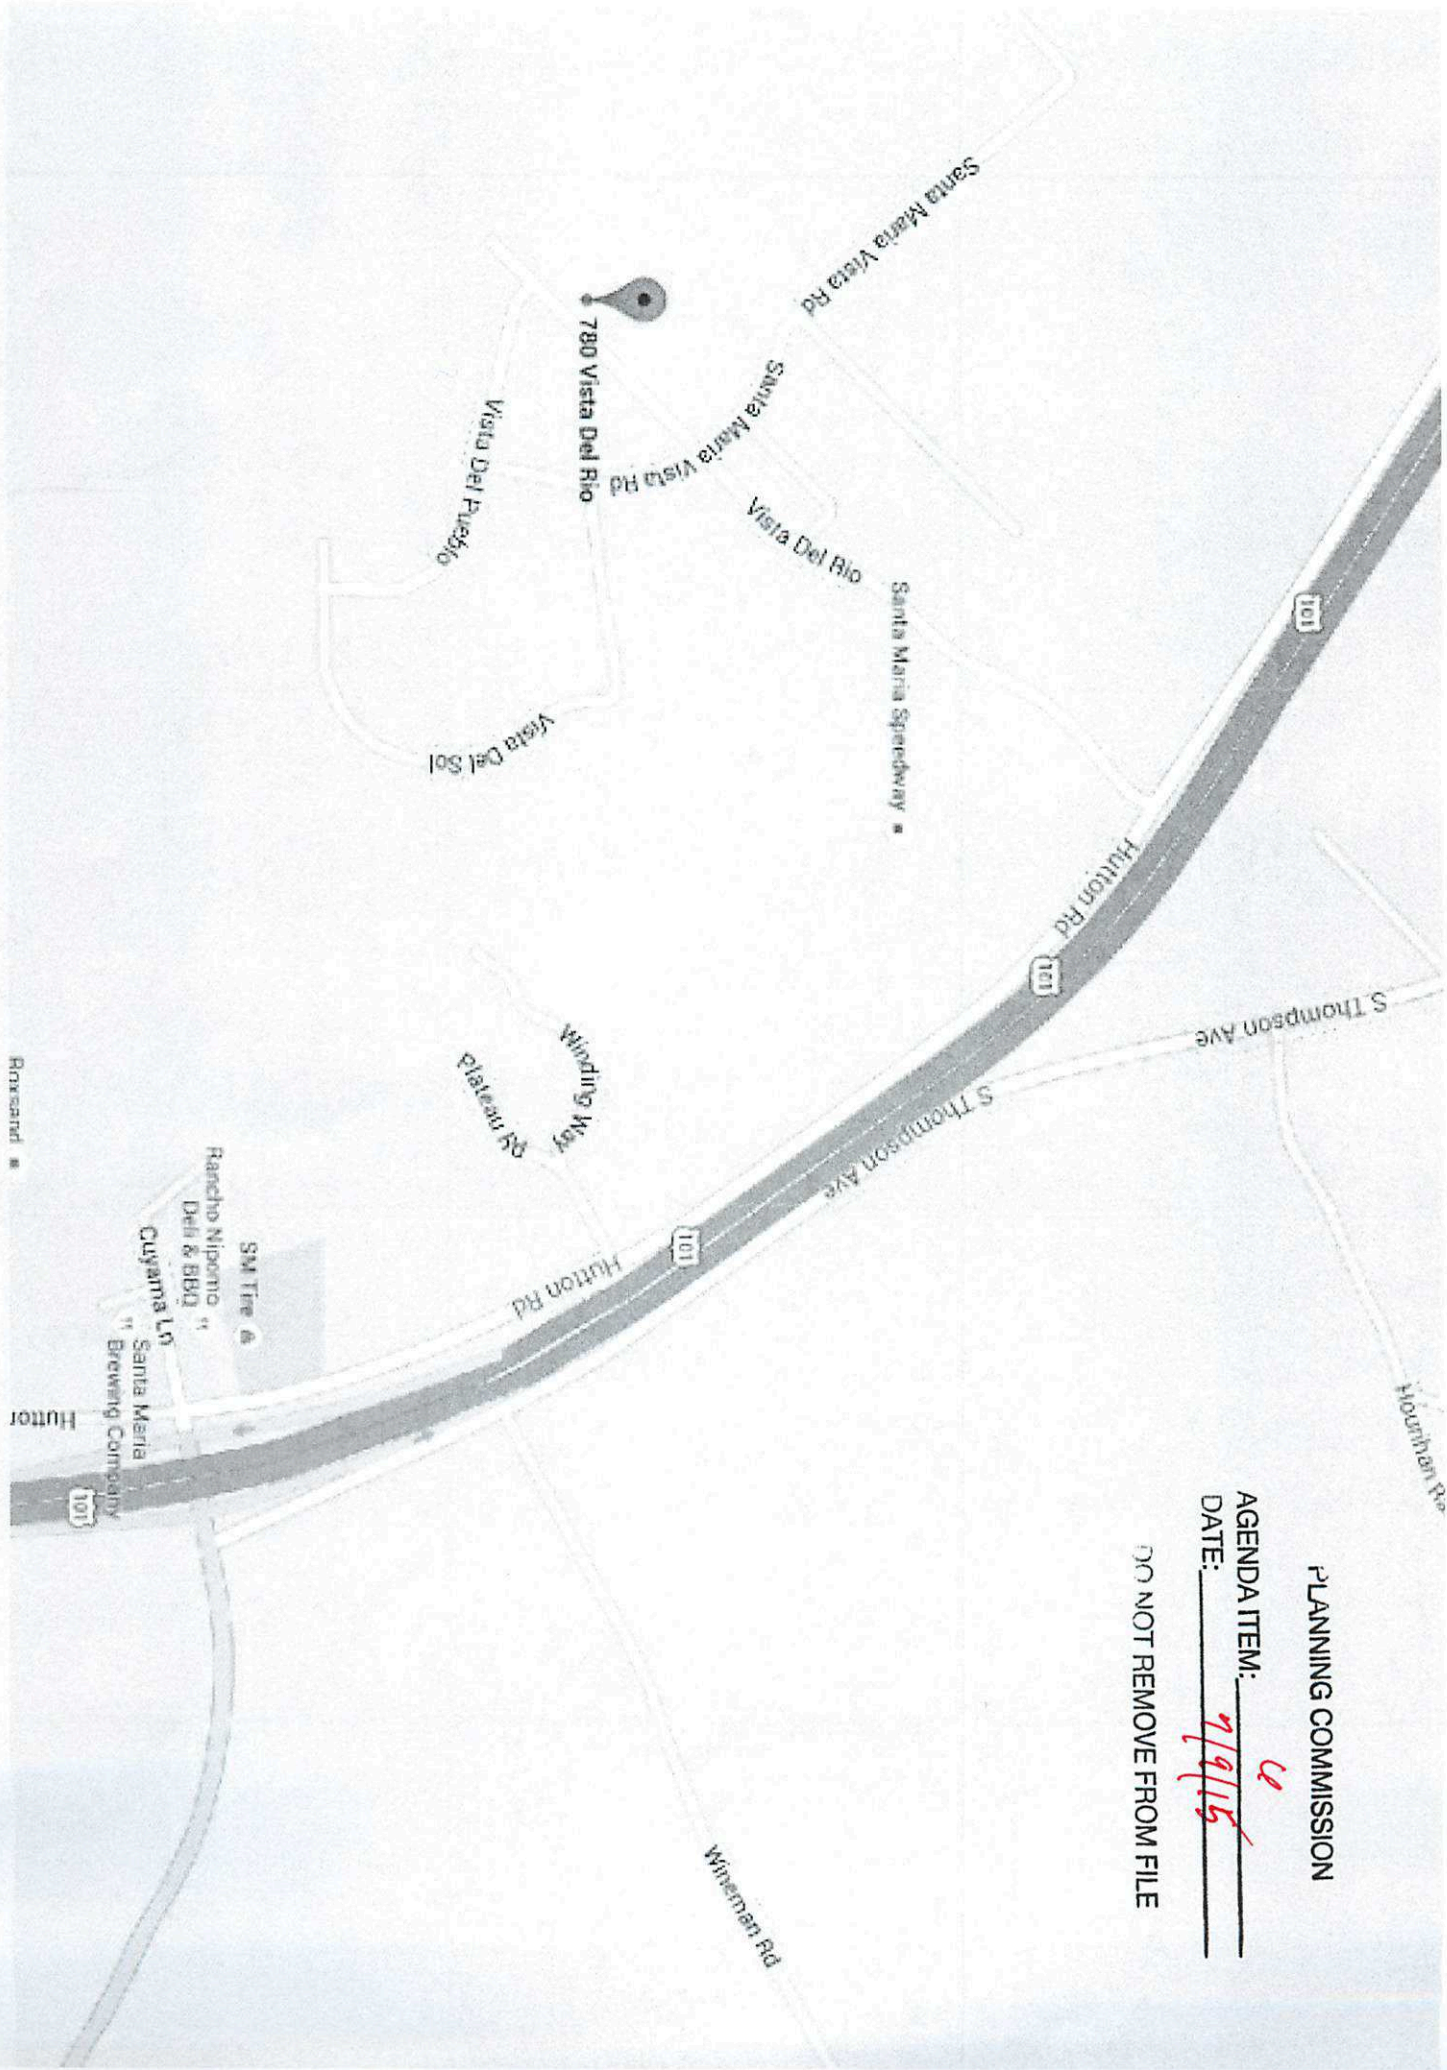 PLANNING COMMISSION
AGENDA ITEM: 6
DATE: 7/9/15
DO NOT REMOVE FROM FILE
Santa Maria Vista Rd
Santa Maria Vista Rd
780 Vista Del Rio
Vista Del Pueblo
Vista Del Rio
Santa Maria Speedway
Vista Del Sol
101
Hutton Rd
101
S Thompson Ave
S Thompson Ave
Hourihan Rd
Winding Way
Plateau Rd
101
Hutton Rd
SM Tire
Rancho Nipomo
Deli & BBQ
Cuyama Ln
Santa Maria
Brewing Company
Hutton
101
Roxsand
Wineman Rd